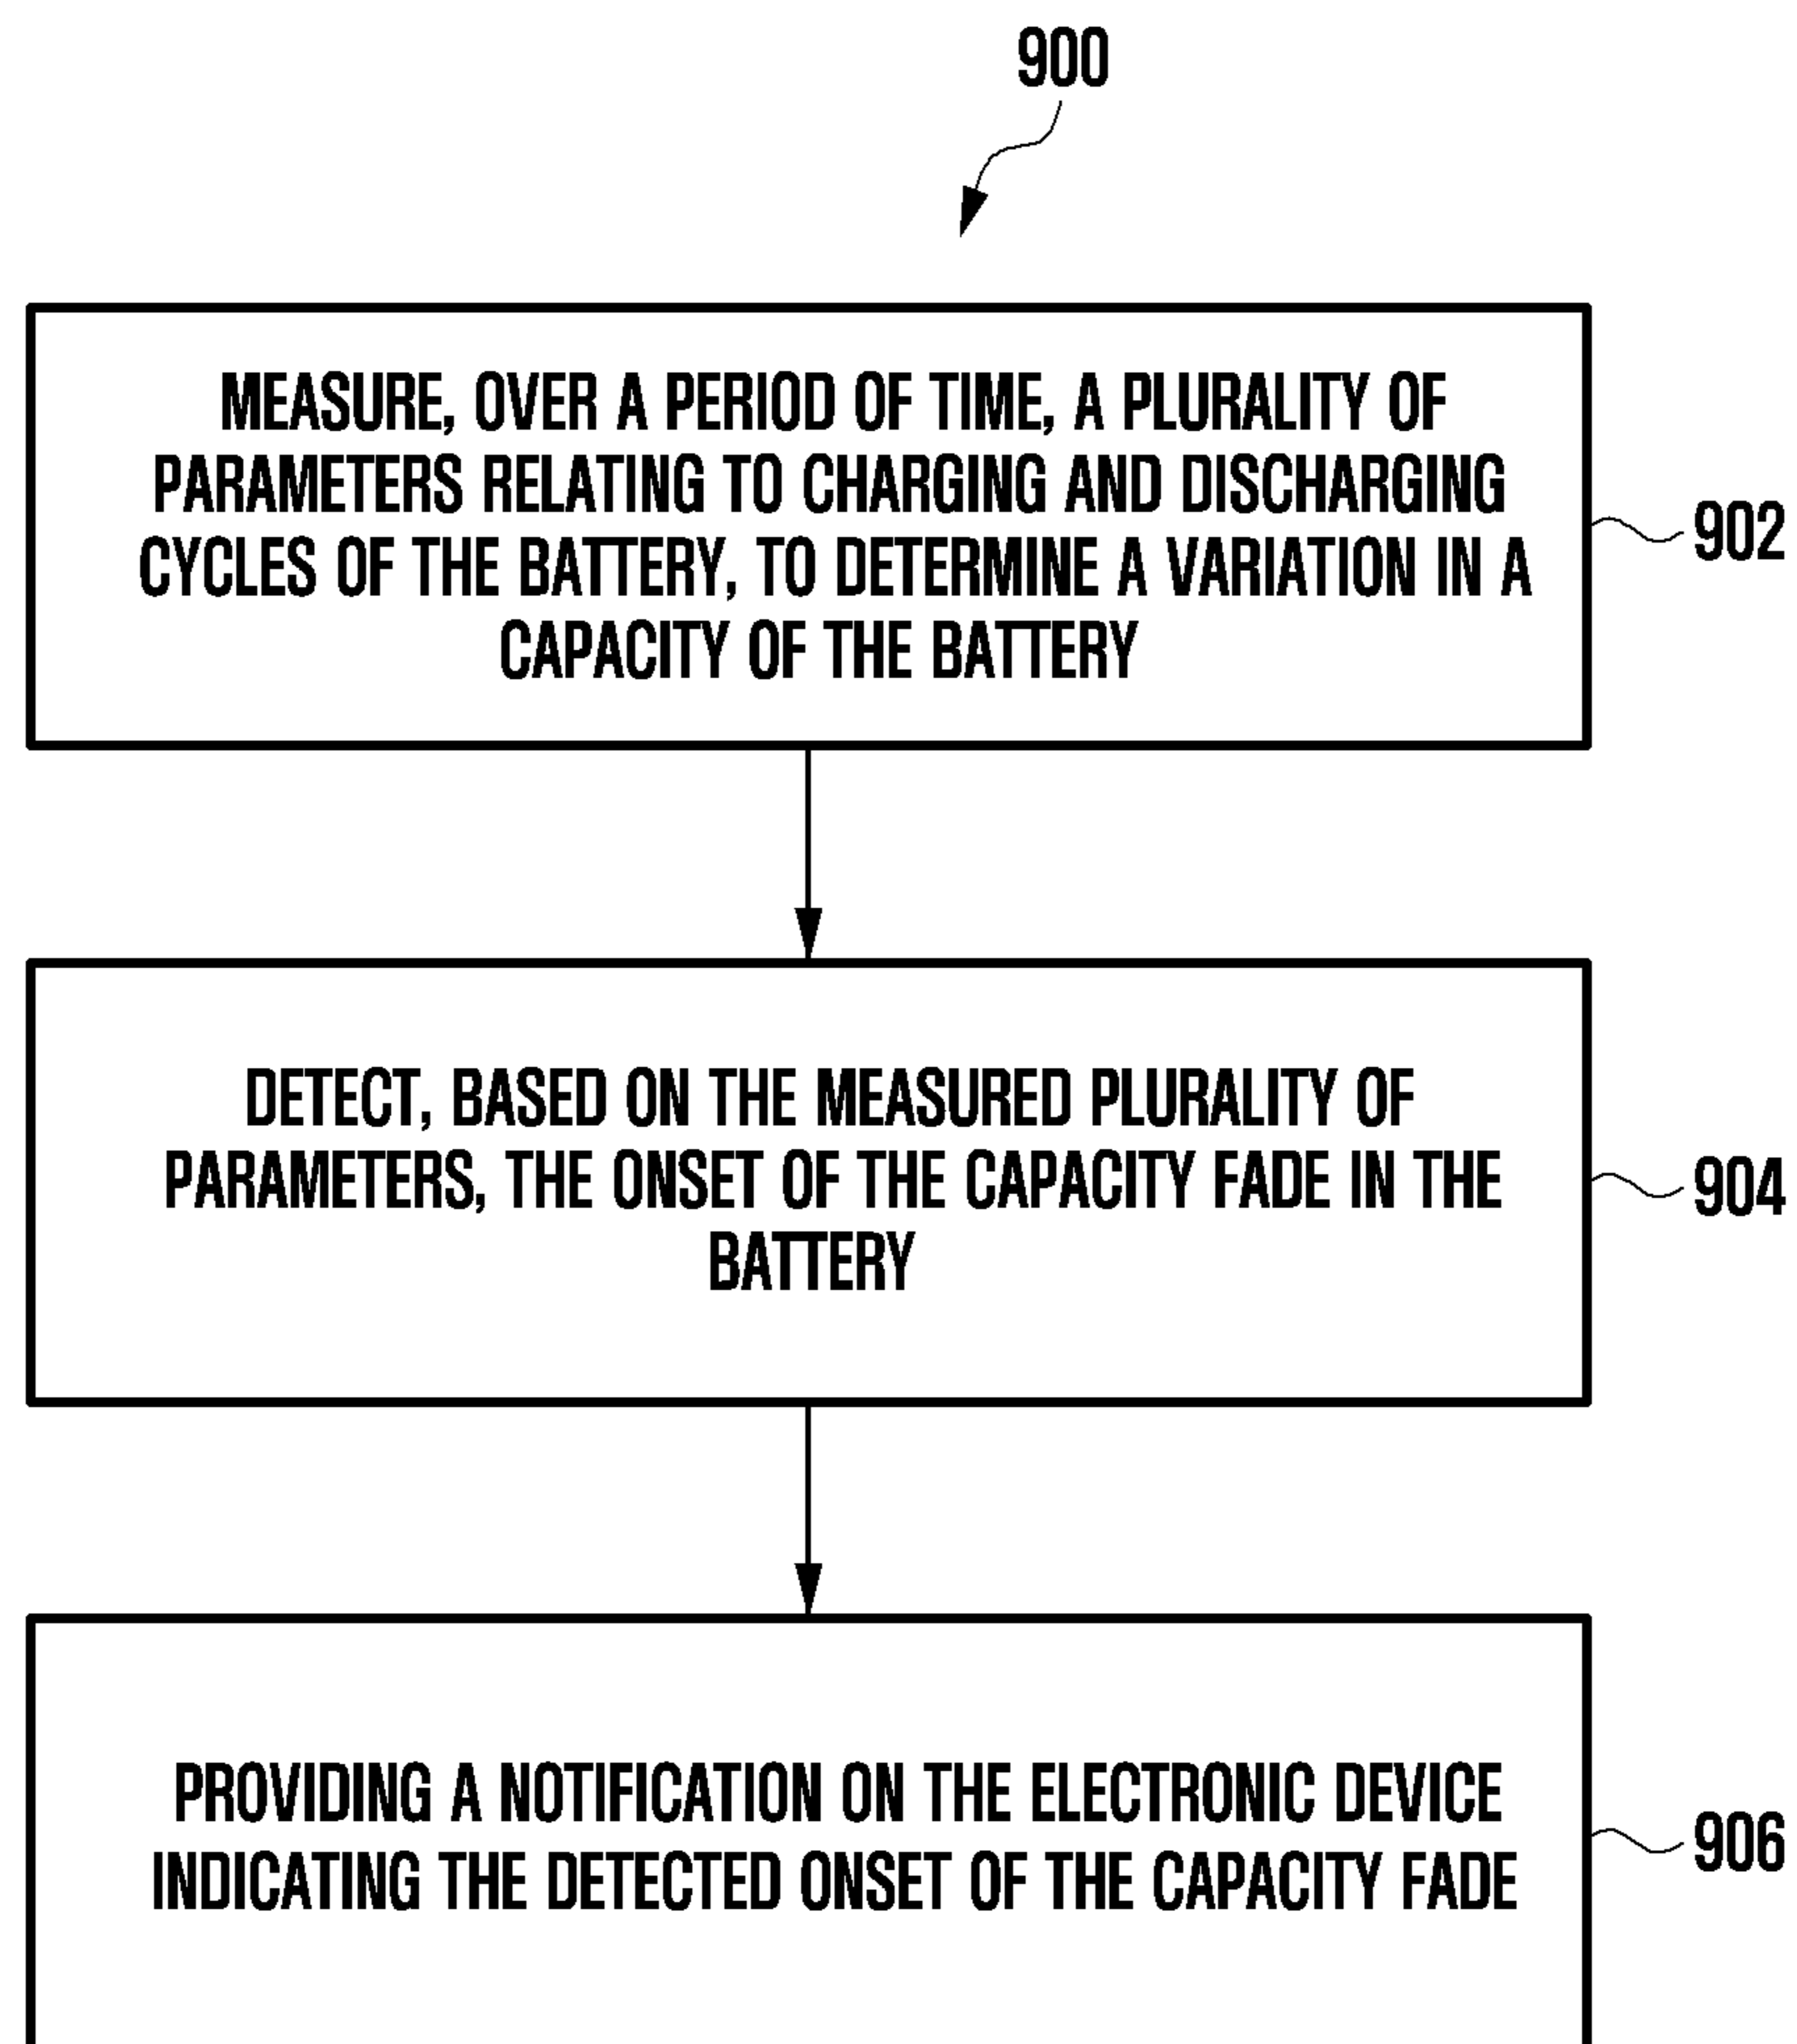 900
MEASURE, OVER A PERIOD OF TIME, A PLURALITY OF
PARAMETERS RELATING TO CHARGING AND DISCHARGING
CYCLES OF THE BATTERY, TO DETERMINE A VARIATION IN A
CAPACITY OF THE BATTERY
902
DETECT, BASED ON THE MEASURED PLURALITY OF
PARAMETERS, THE ONSET OF THE CAPACITY FADE IN THE
BATTERY
904
PROVIDING A NOTIFICATION ON THE ELECTRONIC DEVICE
INDICATING THE DETECTED ONSET OF THE CAPACITY FADE
906